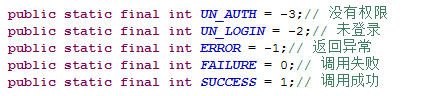 public static final int UN_AUTH = -3;// 没有权限
public static final int UN_LOGIN = -2;// 未登录
public static final int ERROR = -1;// 返回异常
public static final int FAILURE = 0;// 调用失败
public static final int SUCCESS = 1;// 调用成功